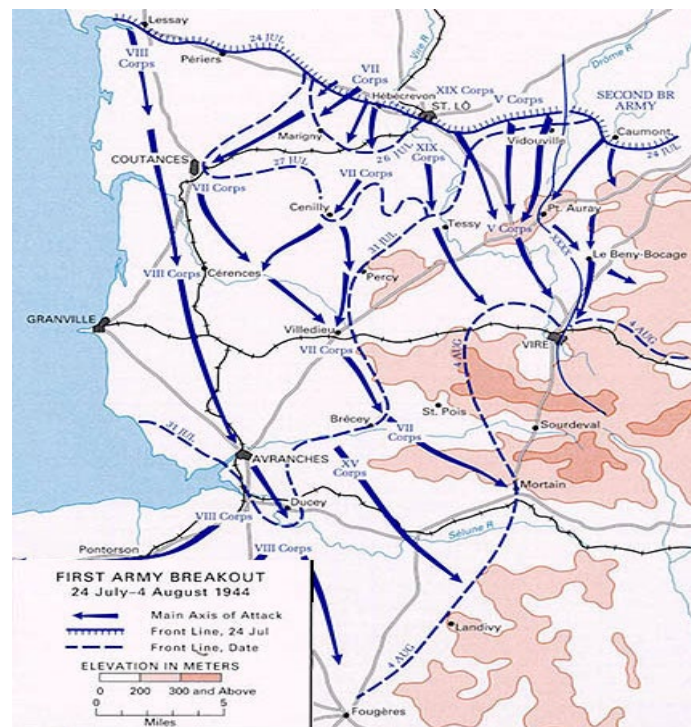 Lessay
24 JUL
VIII
Corps
Périers
Vire R
VII
Corps
Hébécrevon
XIX Corps
ST. LÔ
V Corps
Drôme R
SECOND BR
ARMY
Caumont
24 JUL
Vidouville
Marigny
26 JUL
XIX
Corps
COUTANCES
27 JUL
VII Corps
VII Corps
Cenilly
Pt. Auray
Tessy
V Corps
XXXX
31 JUL
Le Beny-Bocage
VIII Corps
Cérences
Percy
GRANVILLE
Villedieu
VII Corps
VIRE
4 AUG
4 AUG
St. Pois
Sourdeval
Brécey
VII
Corps
31 JUL
AVRANCHES
XV
Corps
Mortain
Ducey
VIII Corps
Sélune R
Pontorson
VIII Corps
Landivy
4 AUG
Fougères
FIRST ARMY BREAKOUT
24 July–4 August 1944
Main Axis of Attack
Front Line, 24 Jul
Front Line, Date
ELEVATION IN METERS
0 200 300 and Above
0 5
Miles